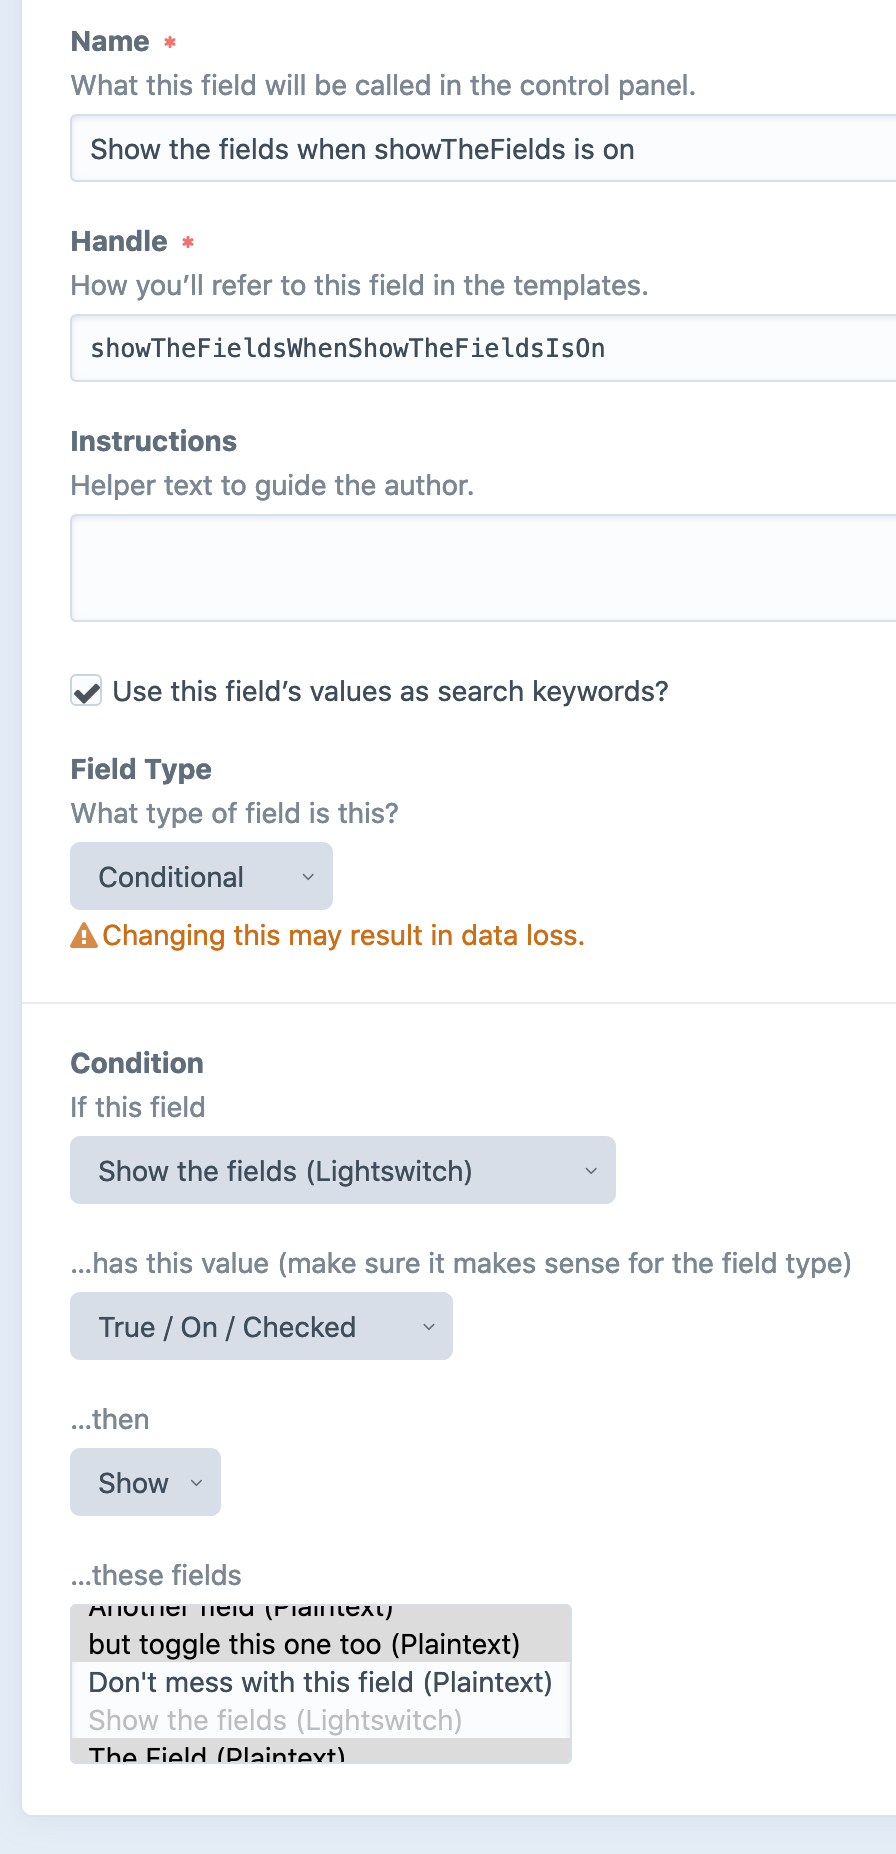 Name *
What this field will be called in the control panel.
Show the fields when showTheFields is on
Handle *
How you’ll refer to this field in the templates.
showTheFieldsWhenShowTheFieldsIsOn
Instructions
Helper text to guide the author.
Use this field’s values as search keywords?
Field Type
What type of field is this?
Conditional
Changing this may result in data loss.
Condition
If this field
Show the fields (Lightswitch)
...has this value (make sure it makes sense for the field type)
True / On / Checked
...then
Show
...these fields
Another field (Plaintext)
but toggle this one too (Plaintext)
Don't mess with this field (Plaintext)
Show the fields (Lightswitch)
The Field (Plaintext)